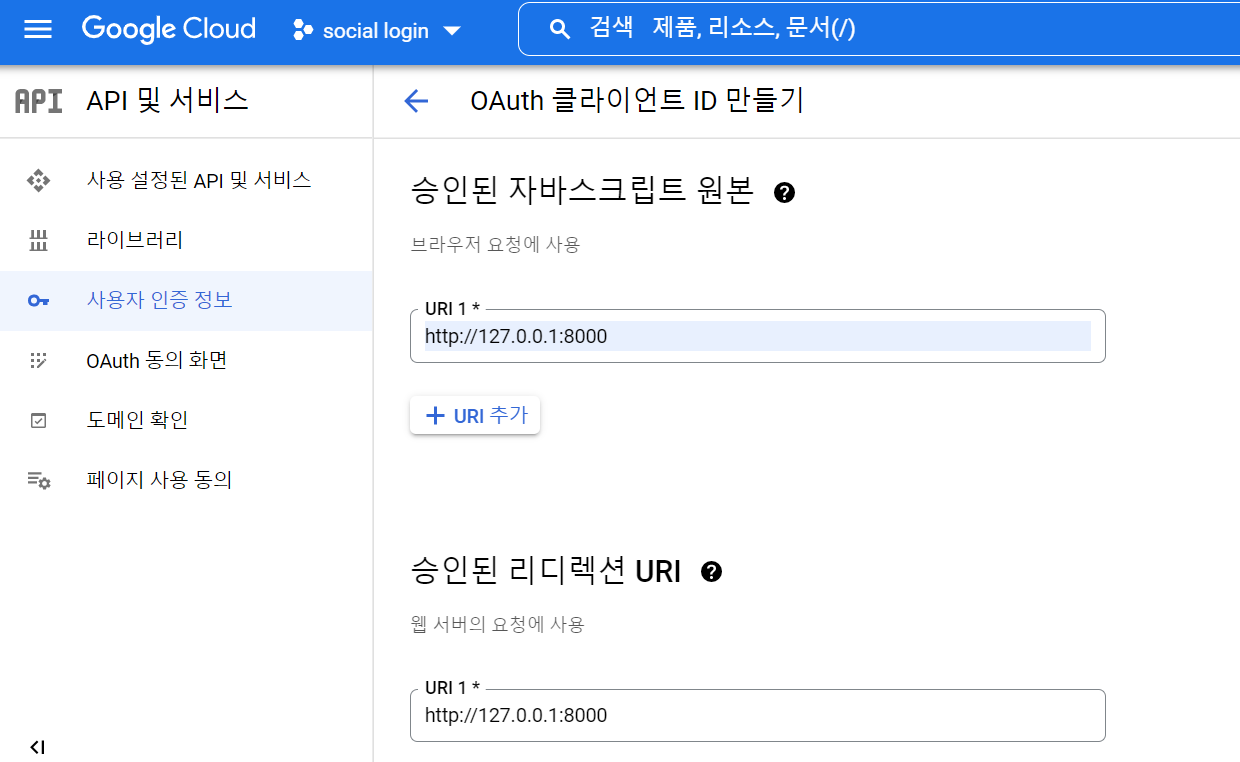 Google Cloud social login 검색 제품, 리소스, 문서(/)
API API 및 서비스
OAuth 클라이언트 ID 만들기
사용 설정된 API 및 서비스
라이브러리
사용자 인증 정보
OAuth 동의 화면
도메인 확인
페이지 사용 동의
승인된 자바스크립트 원본
브라우저 요청에 사용
URI 1 *
http://127.0.0.1:8000
+ URI 추가
승인된 리디렉션 URI
웹 서버의 요청에 사용
URI 1 *
http://127.0.0.1:8000